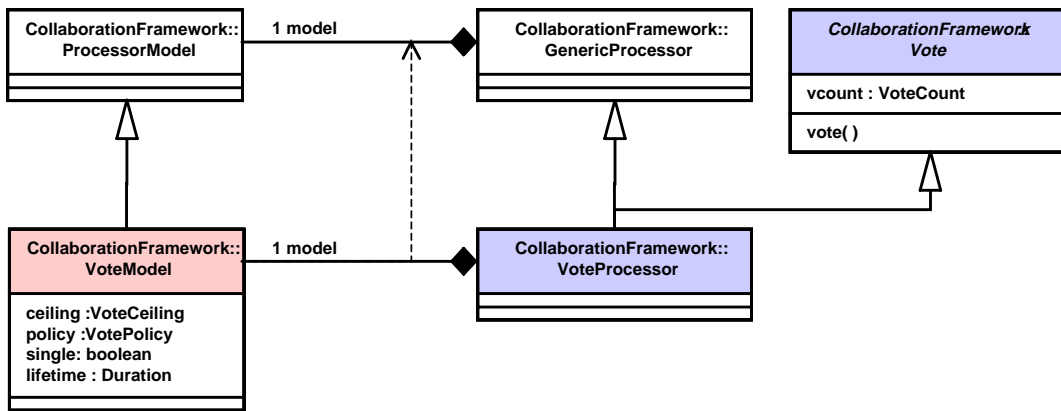 CollaborationFramework::
ProcessorModel
1 model
CollaborationFramework::
GenericProcessor
CollaborationFramework::
Vote
vcount : VoteCount
vote( )
CollaborationFramework::
VoteModel
ceiling :VoteCeiling
policy :VotePolicy
single: boolean
lifetime : Duration
1 model
CollaborationFramework::
VoteProcessor